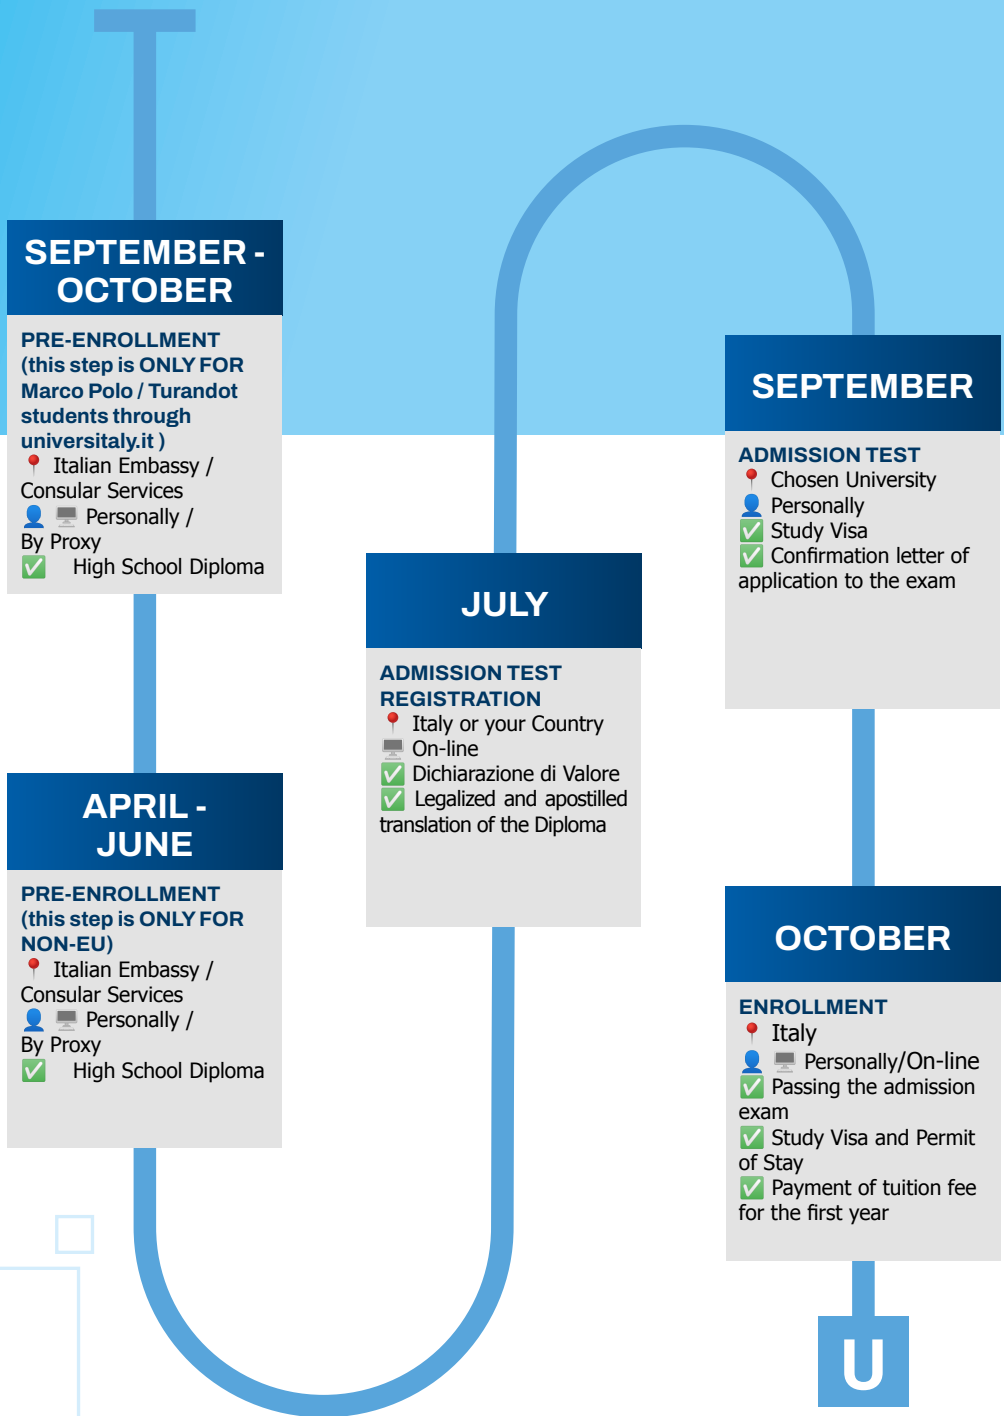 SEPTEMBER -
OCTOBER
PRE-ENROLLMENT
(this step is ONLY FOR
Marco Polo / Turandot
students through
universitaly.it )
📍 Italian Embassy /
Consular Services
👤 🖥️ Personally /
By Proxy
✅ High School Diploma
APRIL -
JUNE
PRE-ENROLLMENT
(this step is ONLY FOR
NON-EU)
📍 Italian Embassy /
Consular Services
👤 🖥️ Personally /
By Proxy
✅ High School Diploma
JULY
ADMISSION TEST
REGISTRATION
📍 Italy or your Country
🖥️ On-line
✅ Dichiarazione di Valore
✅ Legalized and apostilled
translation of the Diploma
SEPTEMBER
ADMISSION TEST
📍 Chosen University
👤 Personally
✅ Study Visa
✅ Confirmation letter of
application to the exam
OCTOBER
ENROLLMENT
📍 Italy
👤 🖥️ Personally/On-line
✅ Passing the admission
exam
✅ Study Visa and Permit
of Stay
✅ Payment of tuition fee
for the first year
U